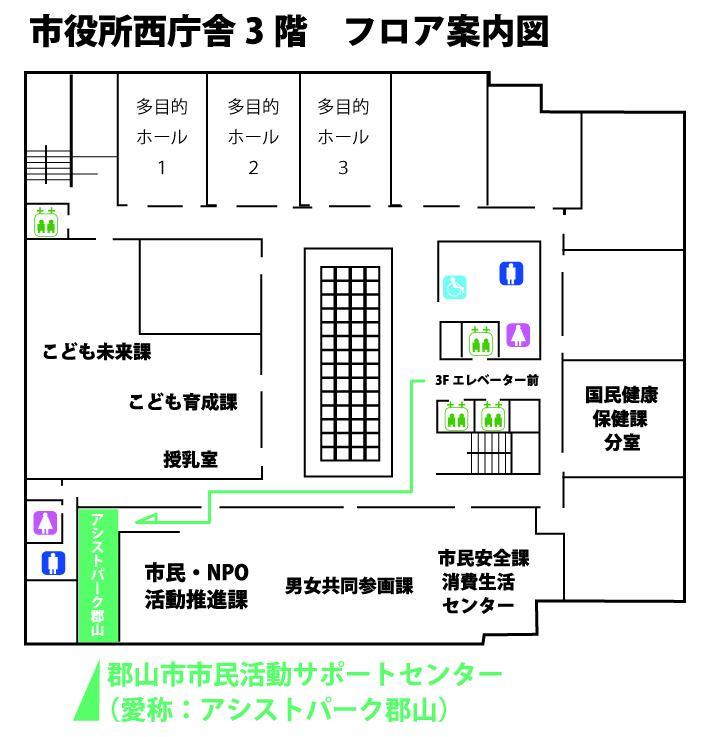 市役所西庁舎3階　フロア案内図
多目的
ホール
1
多目的
ホール
2
多目的
ホール
3
こども未来課
こども育成課
授乳室
3Fエレベーター前
国民健康
保健課
分室
アシストパーク郡山
市民・NPO
活動推進課
男女共同参画課
市民安全課
消費生活
センター
郡山市市民活動サポートセンター
（愛称：アシストパーク郡山）